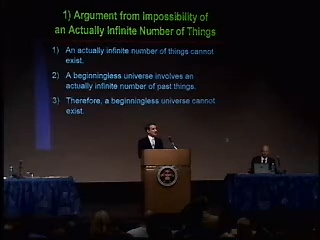 1) Argument from Impossibility of
an Actually Infinite Number of Things
1) An actually infinite number of things cannot
exist.
2) A beginningless universe involves an
actually infinite number of past things.
3) Therefore, a beginningless universe cannot
exist.